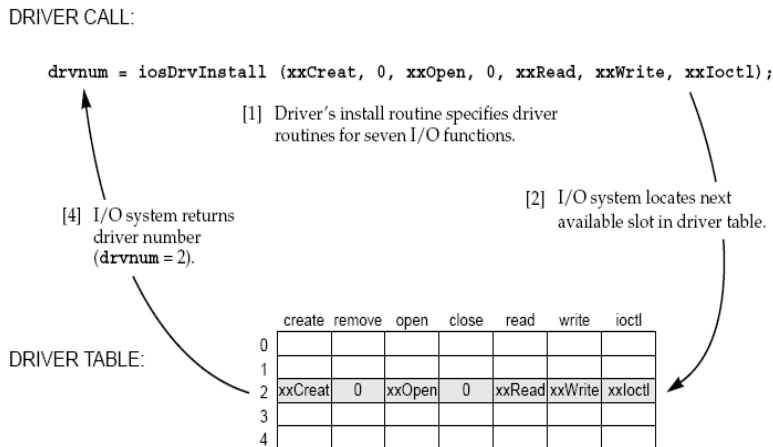 DRIVER CALL:
drvnum = iosDrvInstall (xxCreat, 0, xxOpen, 0, xxRead, xxWrite, xxIoctl);
[1] Driver's install routine specifies driver
routines for seven I/O functions.
[2] I/O system locates next
available slot in driver table.
[4] I/O system returns
driver number
(drvnum = 2).
create remove open close read write ioctl
DRIVER TABLE:
0
1
2 xxCreat 0 xxOpen 0 xxRead xxWrite xxIoctl
3
4